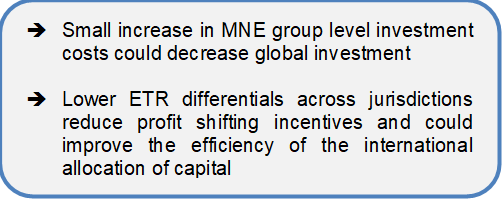 ➔ Small increase in MNE group level investment
costs could decrease global investment
➔ Lower ETR differentials across jurisdictions
reduce profit shifting incentives and could
improve the efficiency of the international
allocation of capital